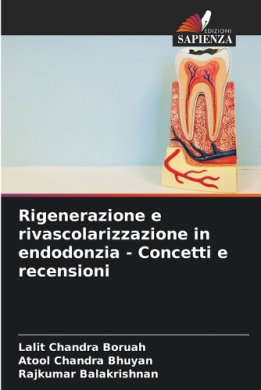 EDIZIONI
SAPIENZA
Rigenerazione e
rivascolarizzazione in
endodonzia - Concetti e
recensioni
Lalit Chandra Boruah
Atool Chandra Bhuyan
Rajkumar Balakrishnan